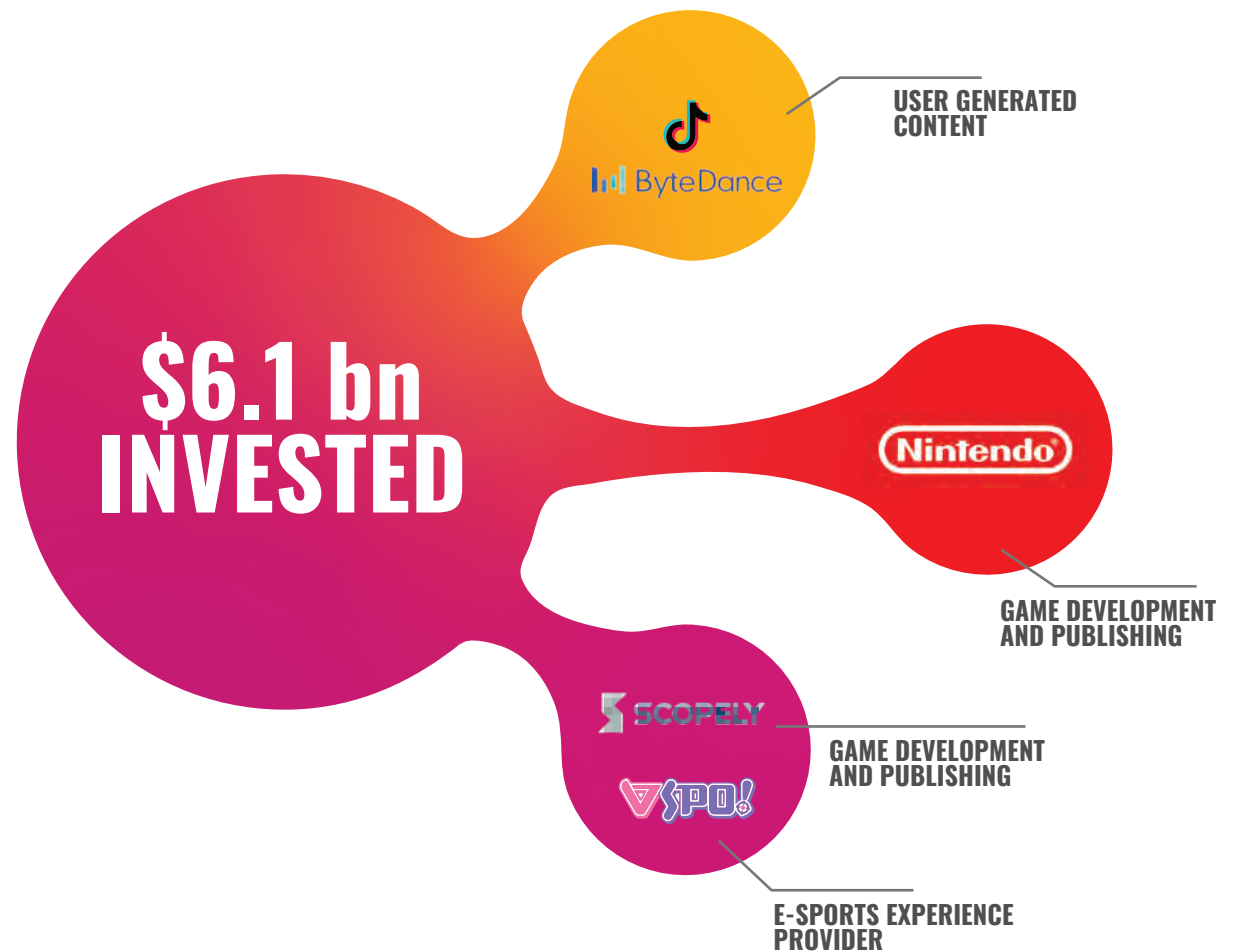 USER GENERATED
CONTENT
ByteDance
$6.1 bn
INVESTED
Nintendo®
GAME DEVELOPMENT
AND PUBLISHING
SCOPELY
GAME DEVELOPMENT
AND PUBLISHING
VSPO!
E-SPORTS EXPERIENCE
PROVIDER